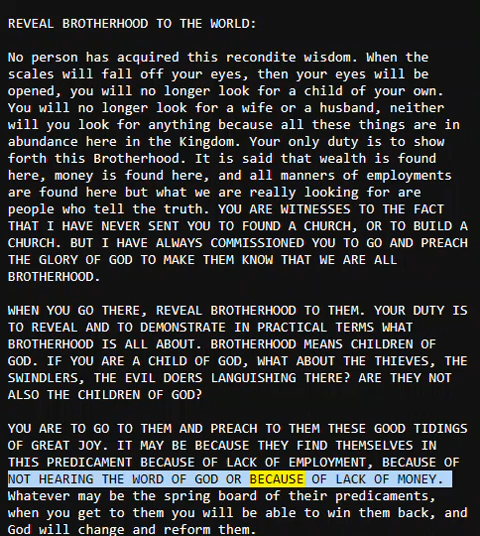 REVEAL BROTHERHOOD TO THE WORLD:
No person has acquired this recondite wisdom. When the
scales will fall off your eyes, then your eyes will be
opened, you will no longer look for a child of your own.
You will no longer look for a wife or a husband, neither
will you look for anything because all these things are in
abundance here in the Kingdom. Your only duty is to show
forth this Brotherhood. It is said that wealth is found
here, money is found here, and all manners of employments
are found here but what we are really looking for are
people who tell the truth. YOU ARE WITNESSES TO THE FACT
THAT I HAVE NEVER SENT YOU TO FOUND A CHURCH, OR TO BUILD A
CHURCH. BUT I HAVE ALWAYS COMMISSIONED YOU TO GO AND PREACH
THE GLORY OF GOD TO MAKE THEM KNOW THAT WE ARE ALL
BROTHERHOOD.
WHEN YOU GO THERE, REVEAL BROTHERHOOD TO THEM. YOUR DUTY IS
TO REVEAL AND TO DEMONSTRATE IN PRACTICAL TERMS WHAT
BROTHERHOOD IS ALL ABOUT. BROTHERHOOD MEANS CHILDREN OF
GOD. IF YOU ARE A CHILD OF GOD, WHAT ABOUT THE THIEVES, THE
SWINDLERS, THE EVIL DOERS LANGUISHING THERE? ARE THEY NOT
ALSO THE CHILDREN OF GOD?
YOU ARE TO GO TO THEM AND PREACH TO THEM THESE GOOD TIDINGS
OF GREAT JOY. IT MAY BE BECAUSE THEY FIND THEMSELVES IN
THIS PREDICAMENT BECAUSE OF LACK OF EMPLOYMENT, BECAUSE OF
NOT HEARING THE WORD OF GOD OR BECAUSE OF LACK OF MONEY.
Whatever may be the spring board of their predicaments,
when you get to them you will be able to win them back, and
God will change and reform them.